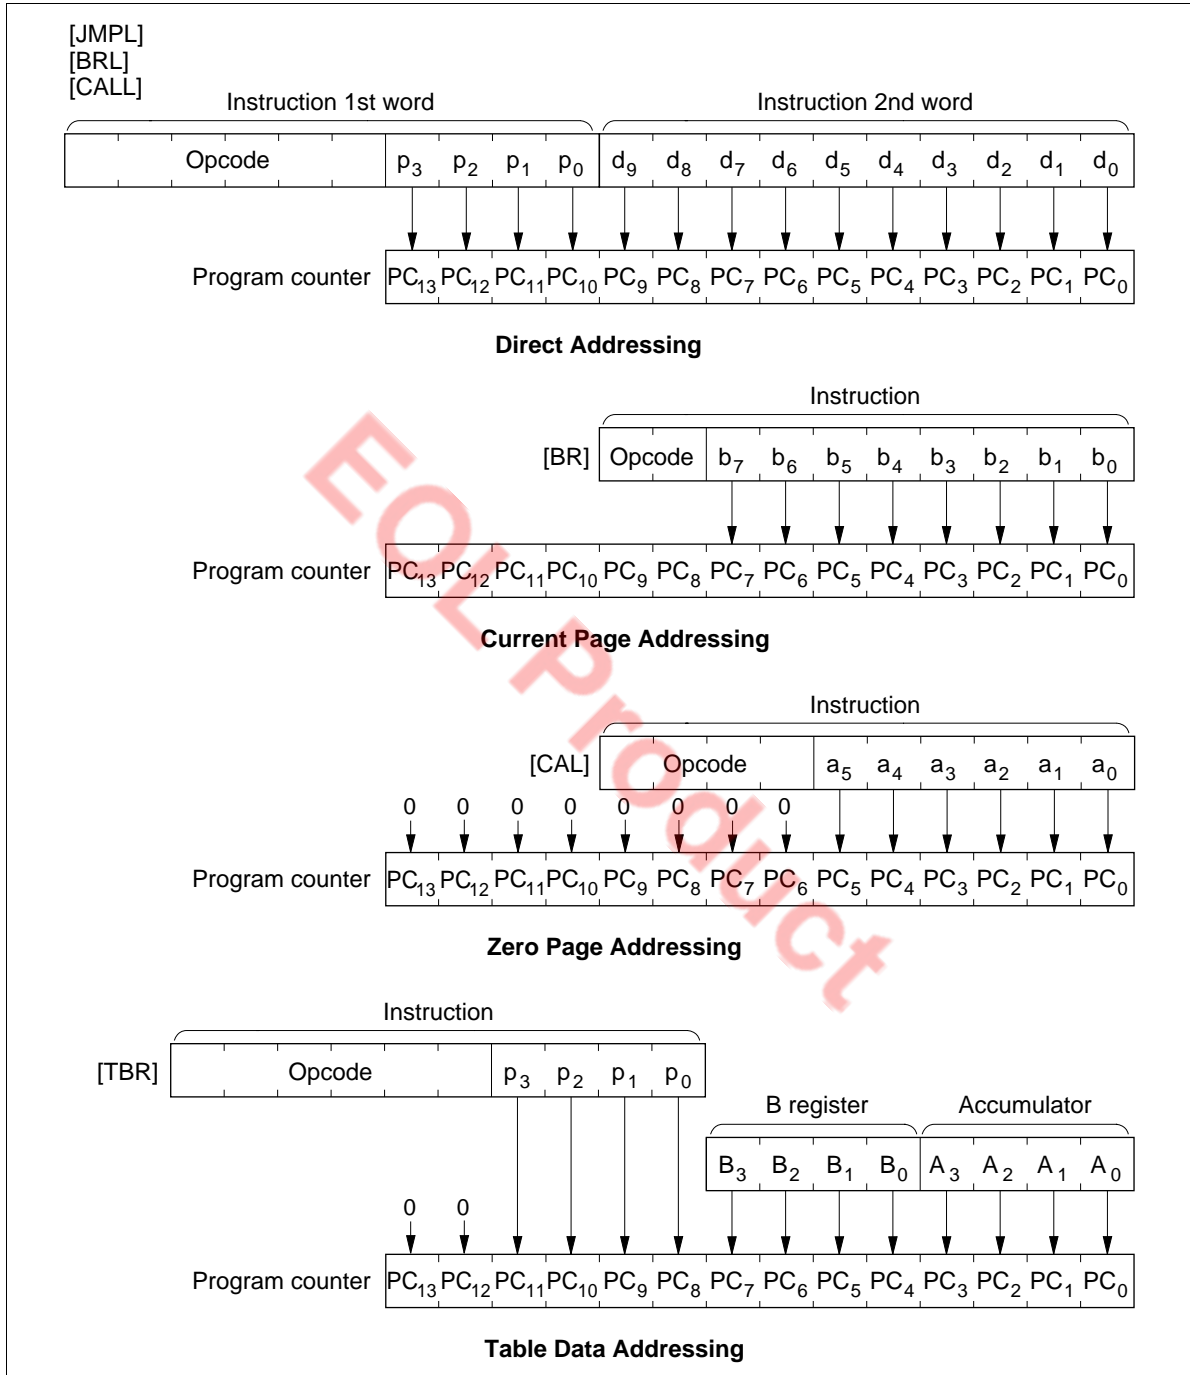 [JMPL]
[BRL]
[CALL]
Instruction 1st word Instruction 2nd word
Opcode p3 p2 p1 p0 d9 d8 d7 d6 d5 d4 d3 d2 d1 d0
Program counter PC13 PC12 PC11 PC10 PC9 PC8 PC7 PC6 PC5 PC4 PC3 PC2 PC1 PC0
Direct Addressing
Instruction
[BR] Opcode b7 b6 b5 b4 b3 b2 b1 b0
Program counter PC13 PC12 PC11 PC10 PC9 PC8 PC7 PC6 PC5 PC4 PC3 PC2 PC1 PC0
Current Page Addressing
Instruction
[CAL] Opcode a5 a4 a3 a2 a1 a0
0 0 0 0 0 0 0 0
Program counter PC13 PC12 PC11 PC10 PC9 PC8 PC7 PC6 PC5 PC4 PC3 PC2 PC1 PC0
Zero Page Addressing
Instruction
[TBR] Opcode p3 p2 p1 p0
B register Accumulator
B3 B2 B1 B0 A3 A2 A1 A0
0 0
Program counter PC13 PC12 PC11 PC10 PC9 PC8 PC7 PC6 PC5 PC4 PC3 PC2 PC1 PC0
Table Data Addressing
EOL Product